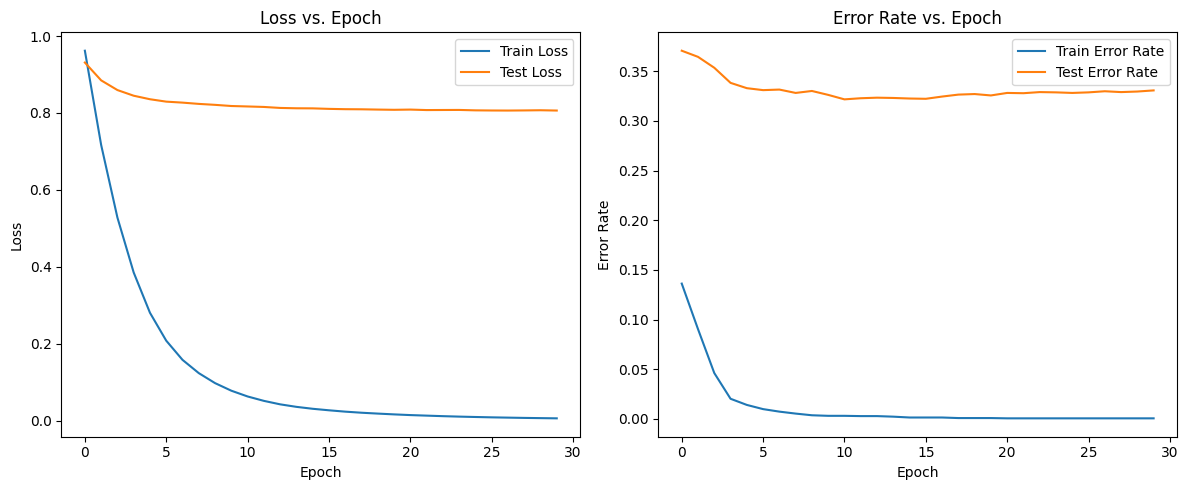 Loss vs. Epoch
Train Loss
Test Loss
Loss
1.0
0.8
0.6
0.4
0.2
0.0
0 5 10 15 20 25 30
Epoch
Error Rate vs. Epoch
Train Error Rate
Test Error Rate
Error Rate
0.35
0.30
0.25
0.20
0.15
0.10
0.05
0.00
0 5 10 15 20 25 30
Epoch